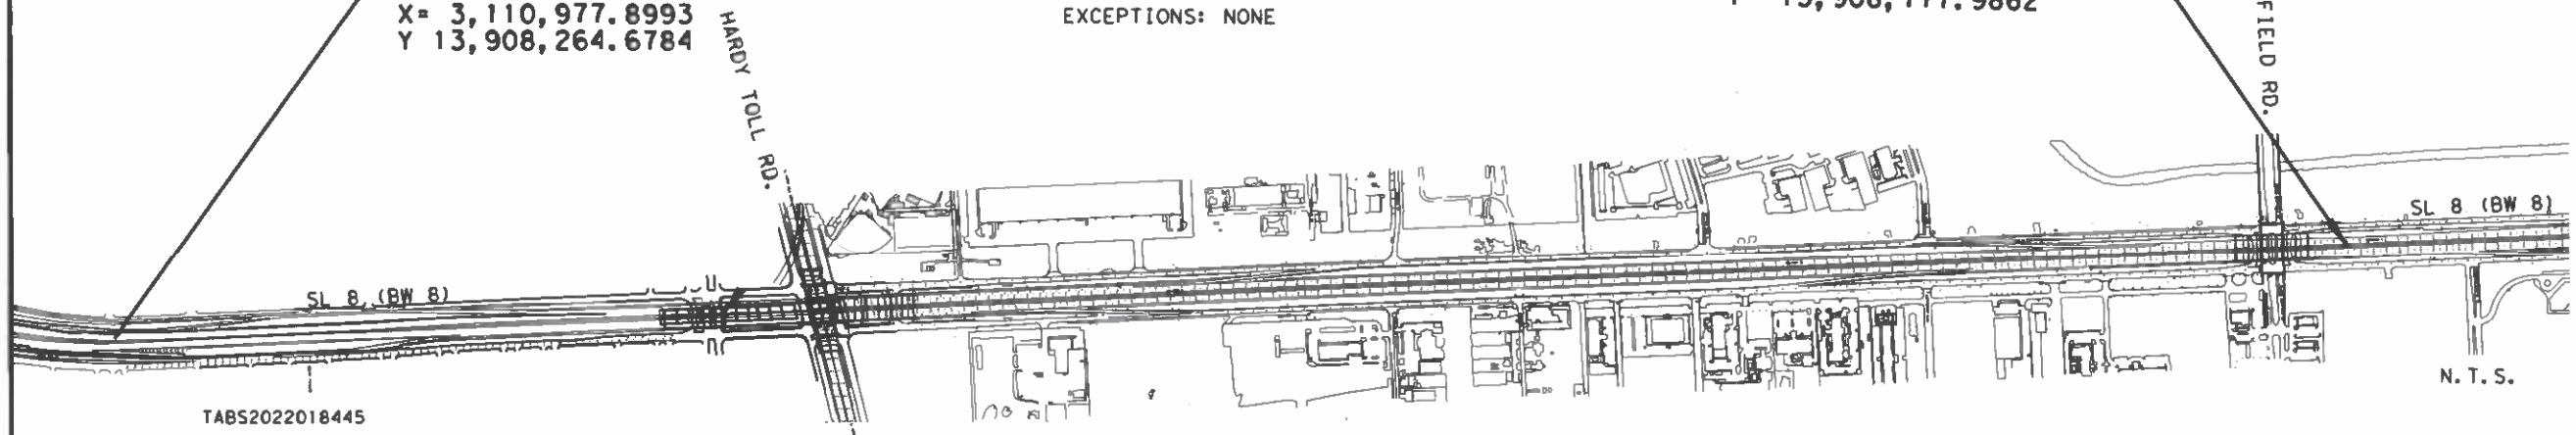 X= 3,110,977.8993
Y 13,908,264.6784
EXCEPTIONS: NONE
HARDY TOLL RD.
FIELD RD.
SL 8 (BW 8)
SL 8 (BW 8)
TABS2022018445
N.T.S.